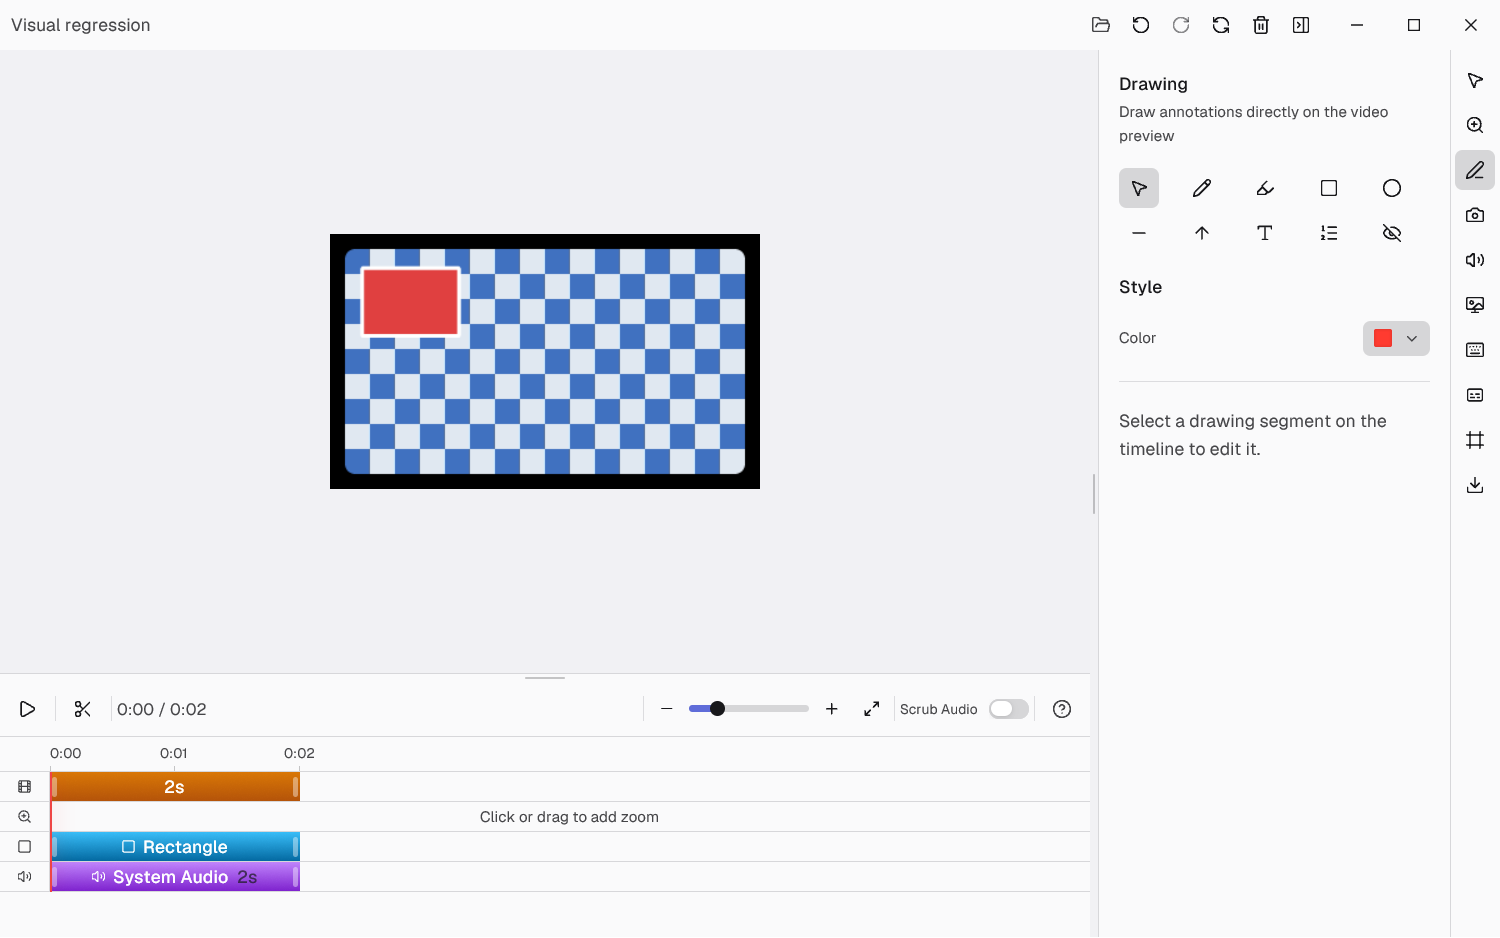 Visual regression
Drawing
Draw annotations directly on the video
preview
Style
Color
Select a drawing segment on the
timeline to edit it.
0:00 / 0:02
Scrub Audio
0:00
0:01
0:02
2s
Click or drag to add zoom
Rectangle
System Audio 2s